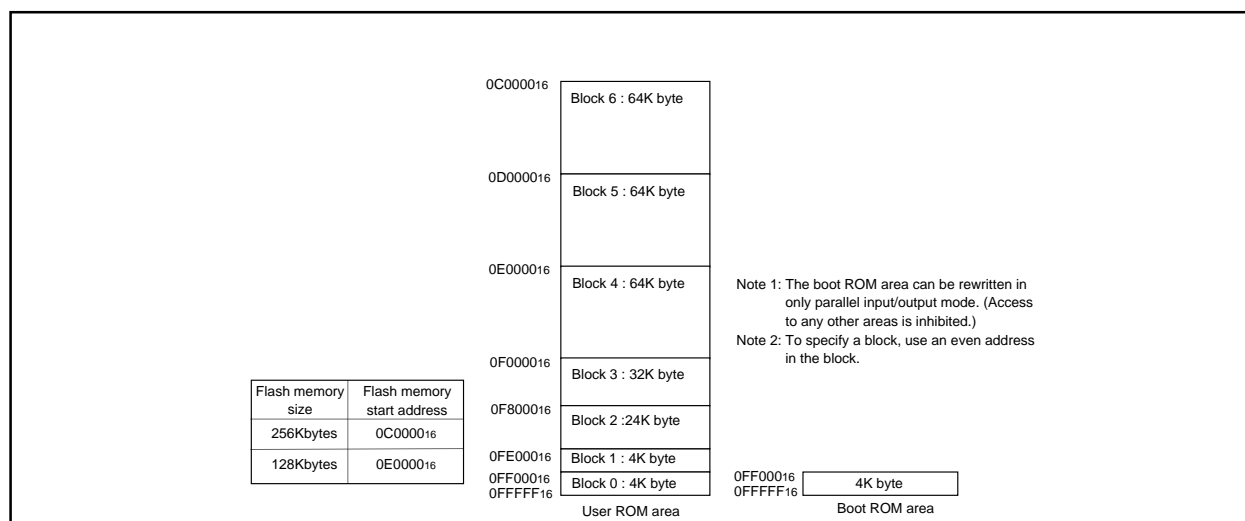 0C000016
Block 6 : 64K byte
0D000016
Block 5 : 64K byte
0E000016
Block 4 : 64K byte
Note 1: The boot ROM area can be rewritten in
only parallel input/output mode. (Access
to any other areas is inhibited.)
Note 2: To specify a block, use an even address
in the block.
0F000016
Block 3 : 32K byte
Flash memory
size
Flash memory
start address
256Kbytes
0C000016
128Kbytes
0E000016
0F800016
Block 2 :24K byte
0FE00016
Block 1 : 4K byte
0FF00016
0FFFFF16
Block 0 : 4K byte
User ROM area
0FF00016
0FFFFF16
4K byte
Boot ROM area